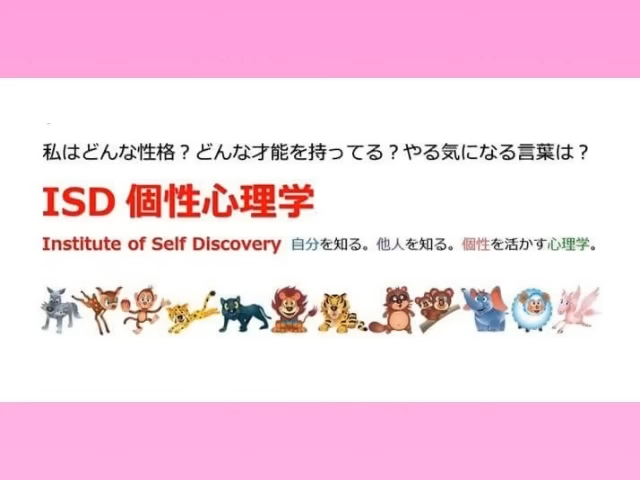 私はどんな性格？どんな才能を持ってる？やる気になる言葉は？
ISD 個性心理学
Institute of Self Discovery 自分を知る。他人を知る。個性を活かす心理学。